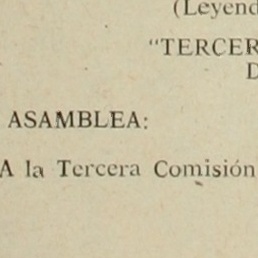 (Leyend
"TERCER
D
ASAMBLEA:
A la Tercera Comisión